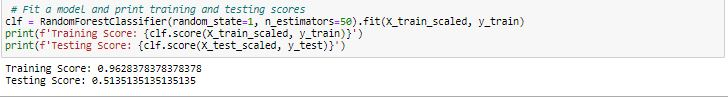 # Fit a model and print training and testing scores
clf = RandomForestClassifier(random_state=1, n_estimators=50).fit(X_train_scaled, y_train)
print(f'Training Score: {clf.score(X_train_scaled, y_train)}')
print(f'Testing Score: {clf.score(X_test_scaled, y_test)}')
Training Score: 0.9628378378378378
Testing Score: 0.5135135135135135